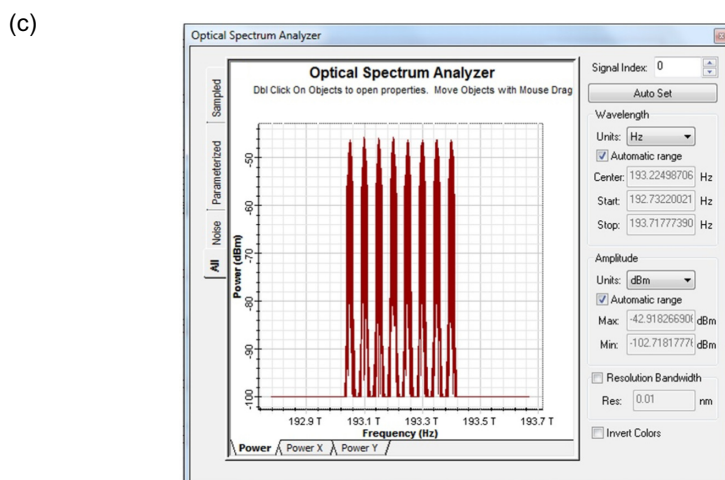 (c)
Optical Spectrum Analyzer
Optical Spectrum Analyzer
Dbl Click On Objects to open properties. Move Objects with Mouse Drag
Sampled
Parameterized
Noise
All
Power (dBm)
-50
-60
-70
-80
-90
-100
192.9 T 193.1 T 193.3 T 193.5 T 193.7 T
Frequency (Hz)
Power Power X Power Y
Signal Index: 0
Auto Set
Wavelength
Units: Hz
Automatic range
Center: 193.22498706 Hz
Start: 192.73220021 Hz
Stop: 193.71777390 Hz
Amplitude
Units: dBm
Automatic range
Max: -42.91826690 dBm
Min: -102.7181777 dBm
Resolution Bandwidth
Res: 0.01 nm
Invert Colors